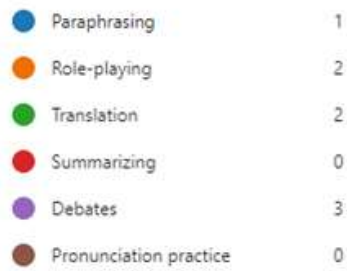 Paraphrasing 1
Role-playing 2
Translation 2
Summarizing 0
Debates 3
Pronunciation practice 0